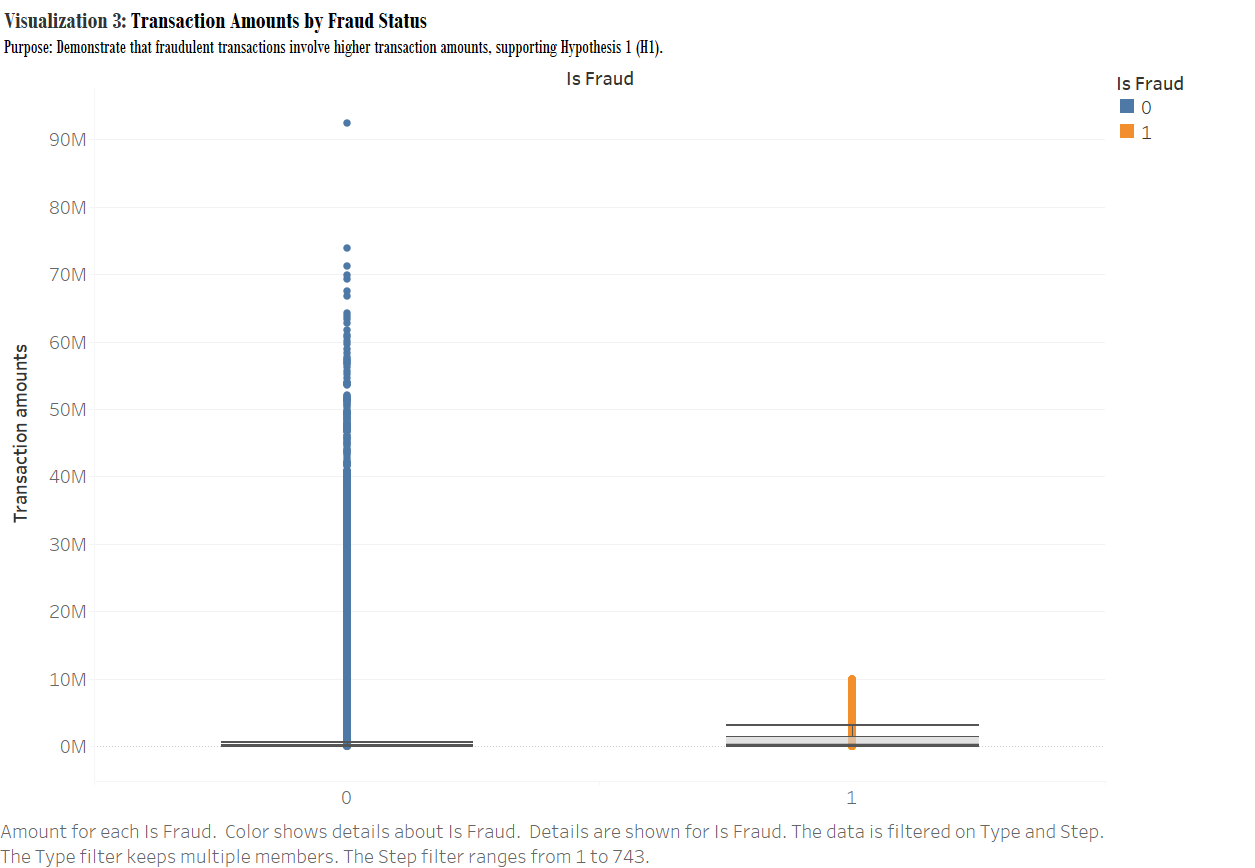 Visualization 3: Transaction Amounts by Fraud Status
Purpose: Demonstrate that fraudulent transactions involve higher transaction amounts, supporting Hypothesis 1 (H1).
Is Fraud
Is Fraud
0
1
Transaction amounts
90M
80M
70M
60M
50M
40M
30M
20M
10M
0M
0
1
Amount for each Is Fraud. Color shows details about Is Fraud. Details are shown for Is Fraud. The data is filtered on Type and Step.
The Type filter keeps multiple members. The Step filter ranges from 1 to 743.